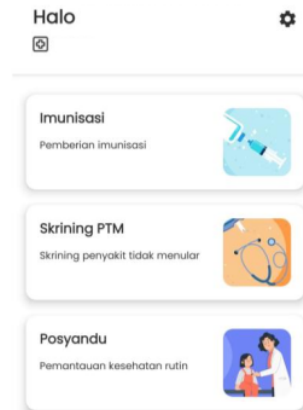 Halo
Imunisasi
Pemberian imunisasi
Skrining PTM
Skrining penyakit tidak menular
Posyandu
Pemantauan kesehatan rutin